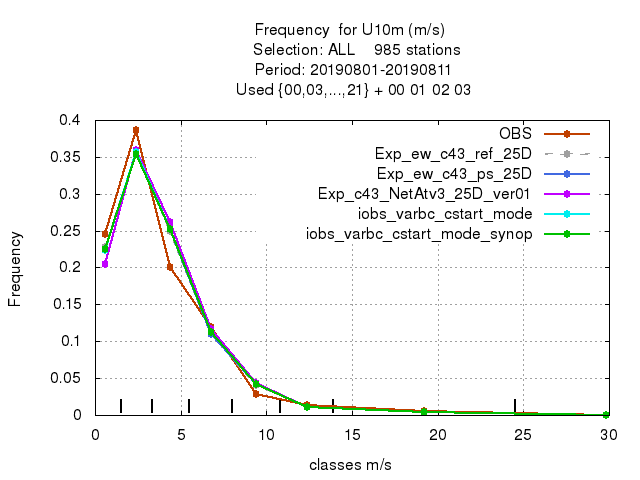 Frequency  for U10m (m/s)
Selection: ALL    985 stations
Period: 20190801-20190811
Used {00,03,...,21} + 00 01 02 03
OBS
Exp_ew_c43_ref_25D
Exp_ew_c43_ps_25D
Exp_c43_NetAtv3_25D_ver01
iobs_varbc_cstart_mode
iobs_varbc_cstart_mode_synop
0.4
0.35
0.3
0.25
0.2
0.15
0.1
0.05
0
Frequency
0 5 10 15 20 25 30
classes m/s